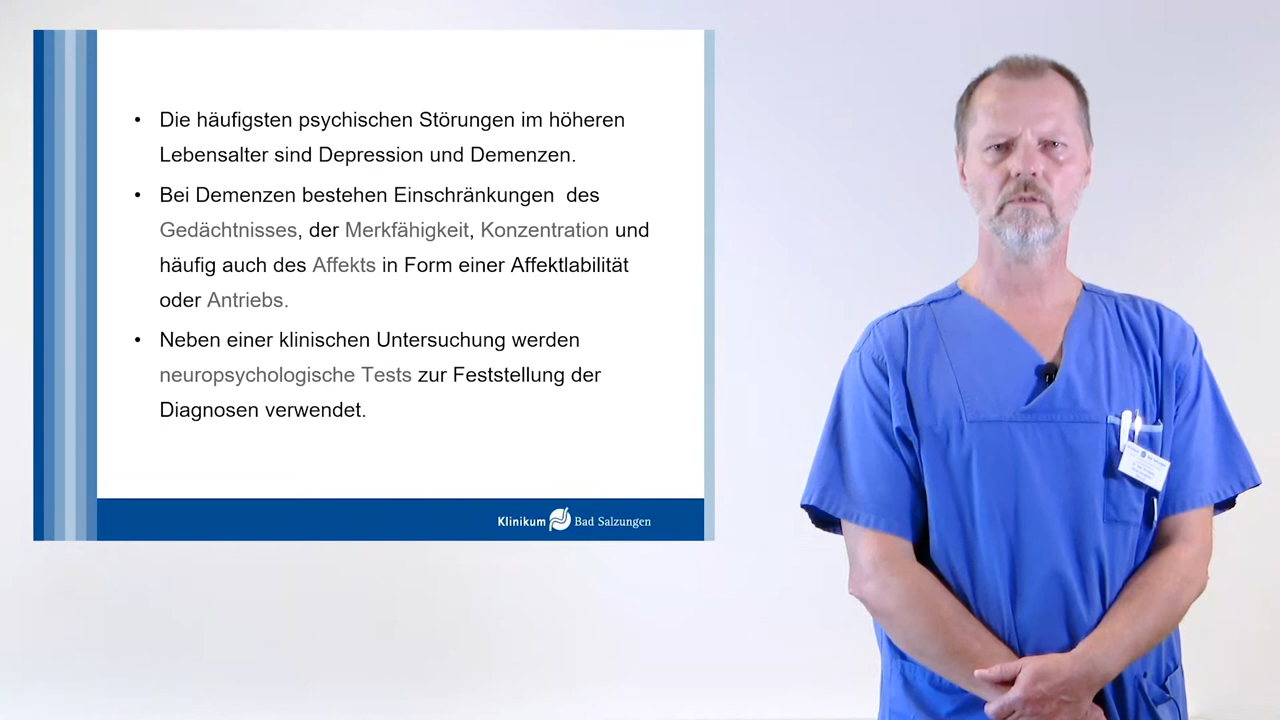 • Die häufigsten psychischen Störungen im höheren
Lebensalter sind Depression und Demenzen.
• Bei Demenzen bestehen Einschränkungen des
Gedächtnisses, der Merkfähigkeit, Konzentration und
häufig auch des Affekts in Form einer Affektlabilität
oder Antriebs.
• Neben einer klinischen Untersuchung werden
neuropsychologische Tests zur Feststellung der
Diagnosen verwendet.
Klinikum Bad Salzungen